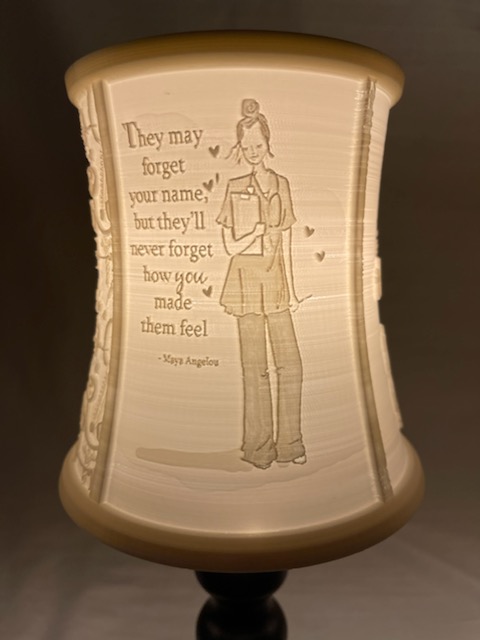 They may
forget
your name,
but they'll
never forget
how you
made
them feel
- Maya Angelou